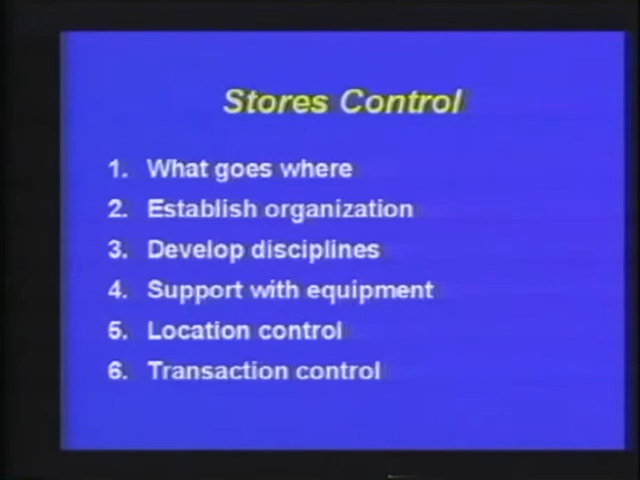 Stores Control
1. What goes where
2. Establish organization
3. Develop disciplines
4. Support with equipment
5. Location control
6. Transaction control